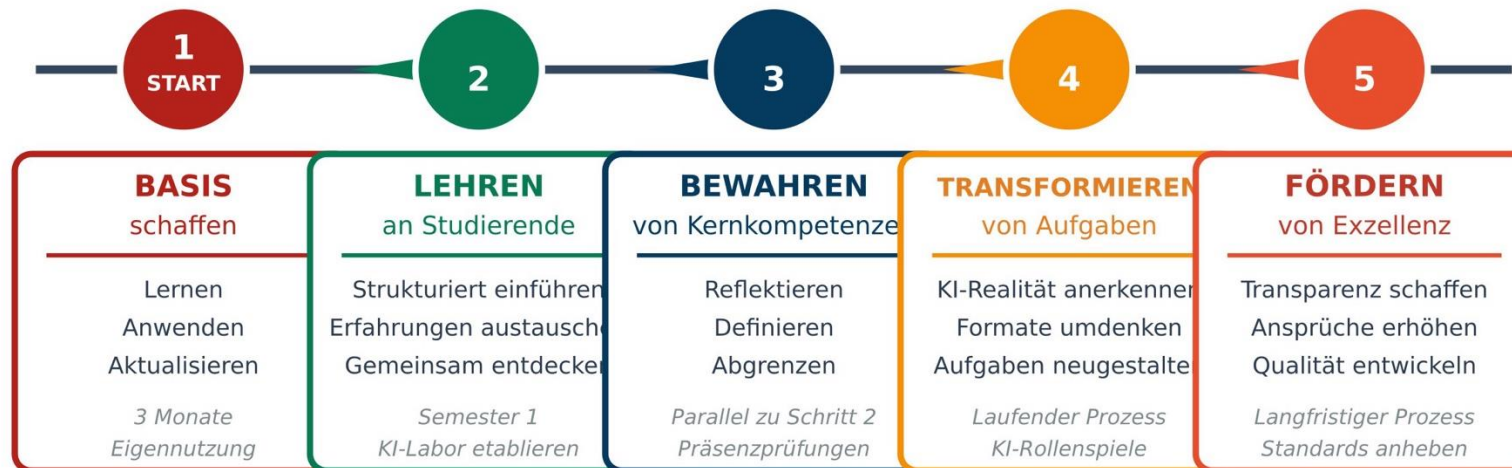 1
START
2
3
4
5
BASIS
schaffen
Lernen
Anwenden
Aktualisieren
3 Monate
Eigennutzung
LEHREN
an Studierende
Strukturiert einführen
Erfahrungen austausche
Gemeinsam entdecken
Semester 1
KI-Labor etablieren
BEWAHREN
von Kernkompetenze
Reflektieren
Definieren
Abgrenzen
Parallel zu Schritt 2
Präsenzprüfungen
TRANSFORMIEREN
von Aufgaben
KI-Realität anerkennen
Formate umdenken
Aufgaben neugestalten
Laufender Prozess
KI-Rollenspiele
FÖRDERN
von Exzellenz
Transparenz schaffen
Ansprüche erhöhen
Qualität entwickeln
Langfristiger Prozess
Standards anheben